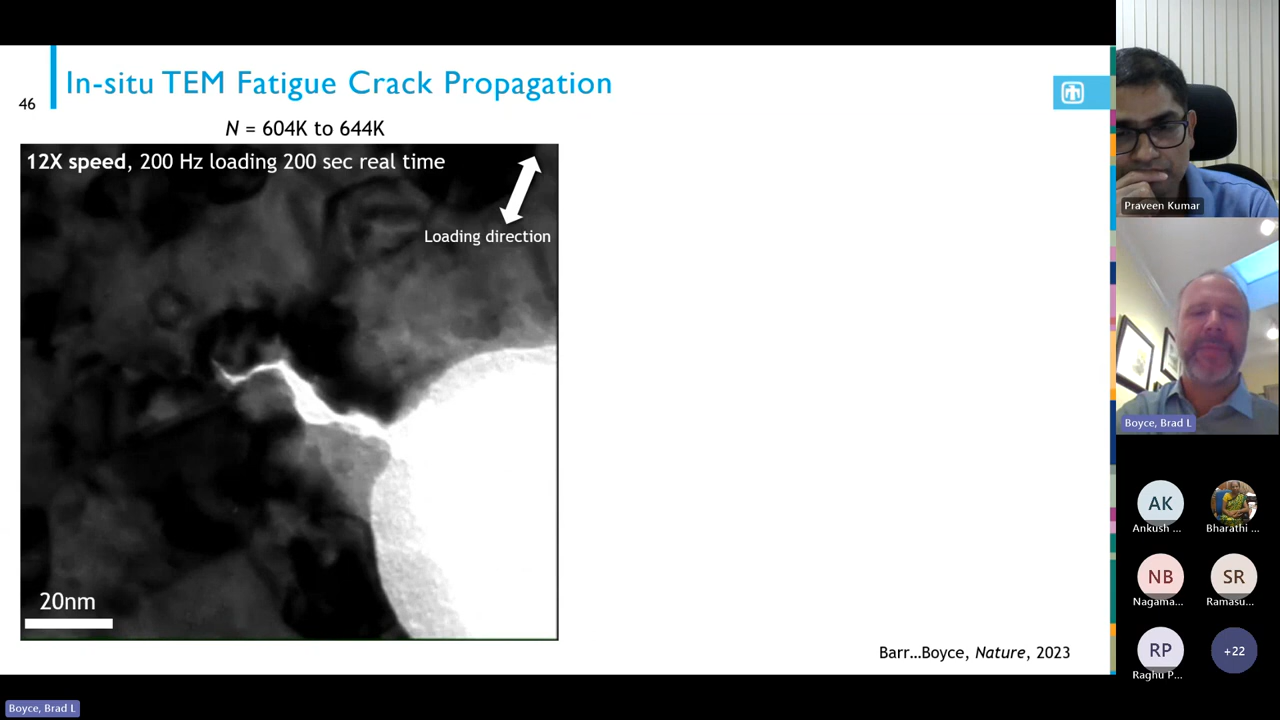 46
In-situ TEM Fatigue Crack Propagation
N = 604K to 644K
12X speed, 200 Hz loading 200 sec real time
Loading direction
20nm
Barr...Boyce, Nature, 2023
Praveen Kumar
Boyce, Brad L
AK
Ankush ...
Bharathi ...
NB
Nagama...
SR
Ramasu...
RP
Raghu P...
+22
Boyce, Brad L